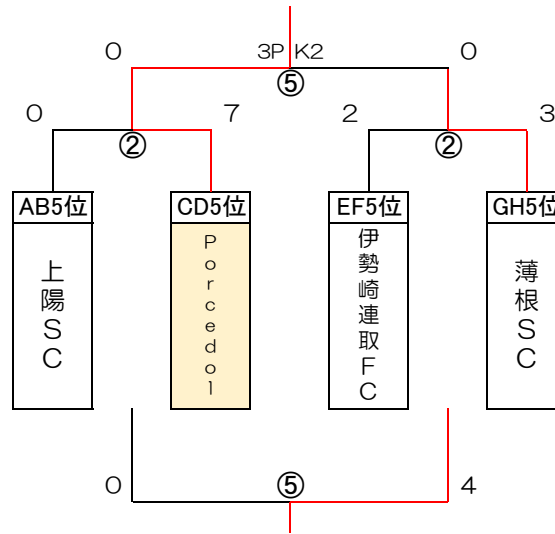 0 3P K2 0
⑤
0 7 2 3
② ②
AB5位 CD5位 EF5位 GH5位
上陽SC
Porcedol
伊勢崎連取FC
薄根SC
0 ⑤ 4